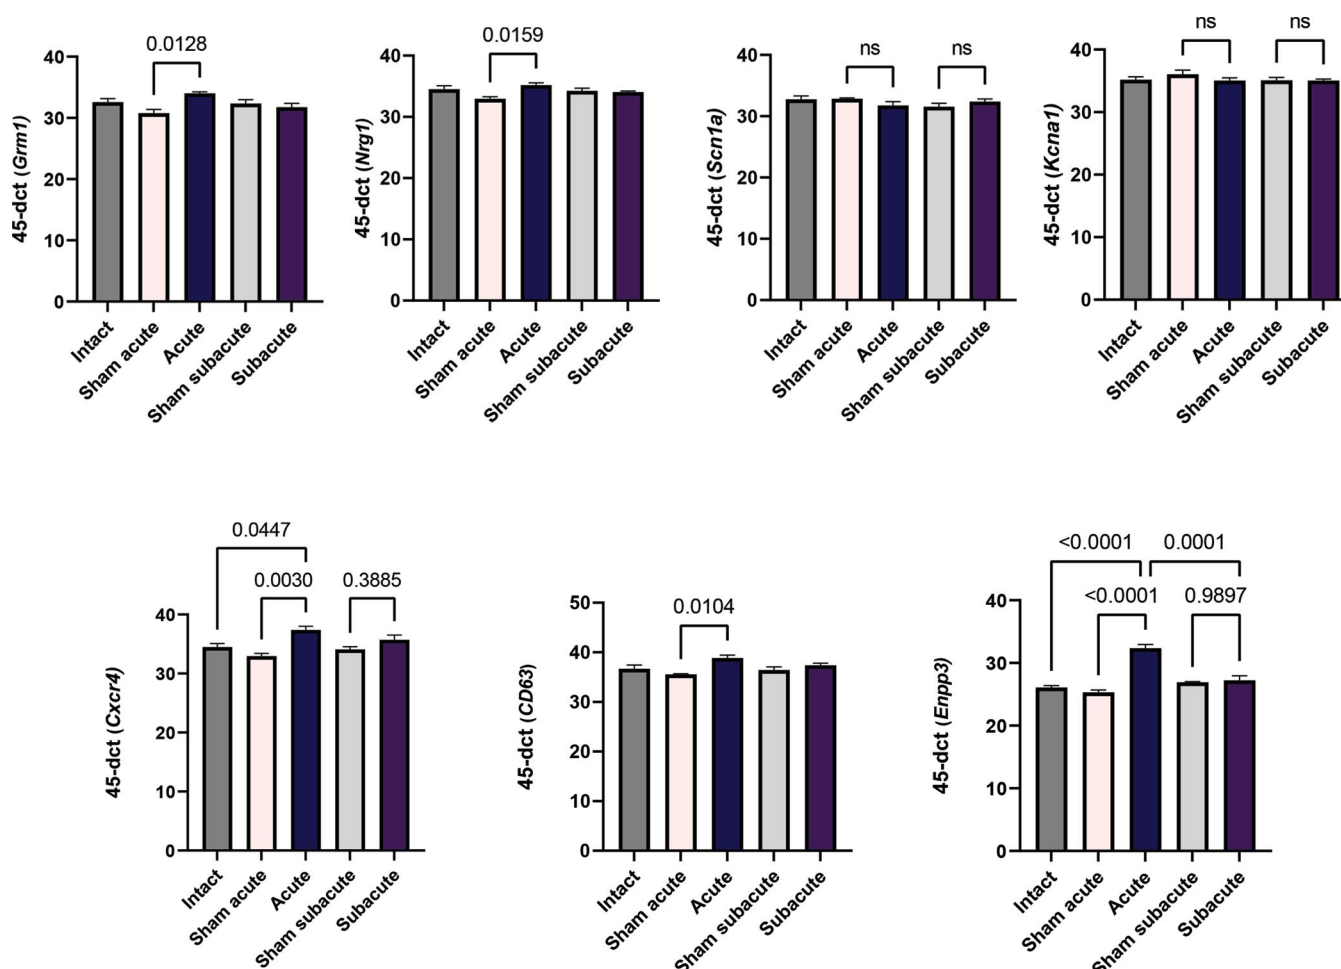 0.0128
40
30
20
10
0
45-dct (Grm1)
Intact
Sham acute
Acute
Sham subacute
Subacute
0.0159
40
30
20
10
0
45-dct (Nrg1)
Intact
Sham acute
Acute
Sham subacute
Subacute
ns
ns
40
30
20
10
0
45-dct (Scn1a)
Intact
Sham acute
Acute
Sham subacute
Subacute
ns
ns
40
30
20
10
0
45-dct (Kcna1)
Intact
Sham acute
Acute
Sham subacute
Subacute
0.0447
0.0030
0.3885
40
30
20
10
0
45-dct (Cxcr4)
Intact
Sham acute
Acute
Sham subacute
Subacute
0.0104
50
40
30
20
10
0
45-dct (CD63)
Intact
Sham acute
Acute
Sham subacute
Subacute
<0.0001
0.0001
<0.0001
0.9897
40
30
20
10
0
45-dct (Enpp3)
Intact
Sham acute
Acute
Sham subacute
Subacute